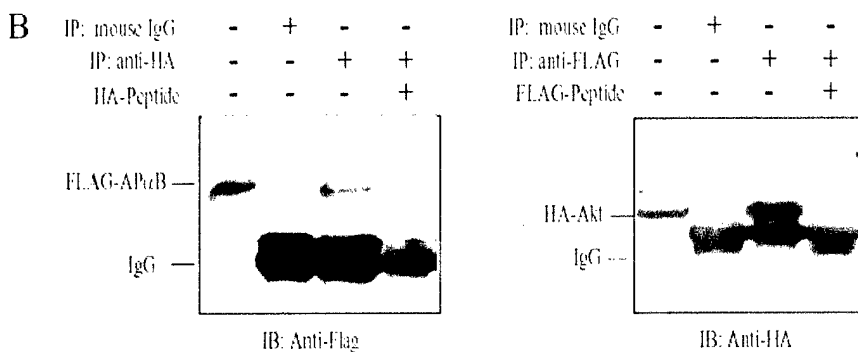 B
IP: mouse IgG - + - -
IP: anti-HA - - + +
HA-Peptide - - - +
FLAG-APαB
IgG
IB: Anti-Flag
IP: mouse IgG - + - -
IP: anti-FLAG - - + +
FLAG-Peptide - - - +
HA-Akt
IgG
IB: Anti-HA